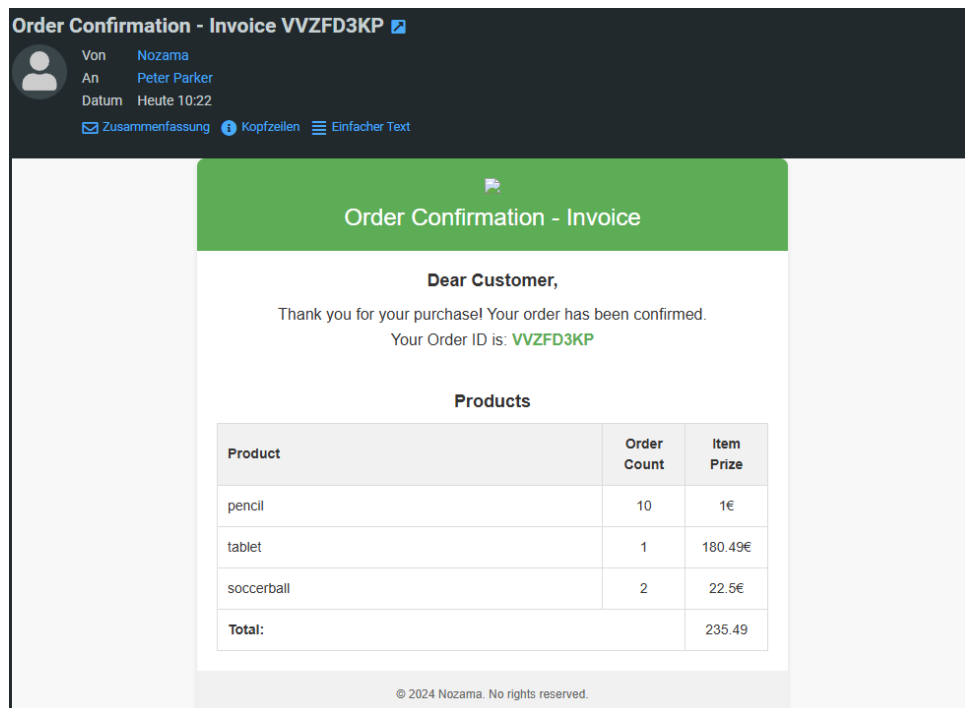 Order Confirmation - Invoice VVZFD3KP
Von Nozama
An Peter Parker
Datum Heute 10:22
Zusammenfassung Kopfzeilen Einfacher Text
Order Confirmation - Invoice
Dear Customer,
Thank you for your purchase! Your order has been confirmed.
Your Order ID is: VVZFD3KP
Products
Product Order Count Item Prize
pencil 10 1€
tablet 1 180.49€
soccerball 2 22.5€
Total: 235.49
© 2024 Nozama. No rights reserved.